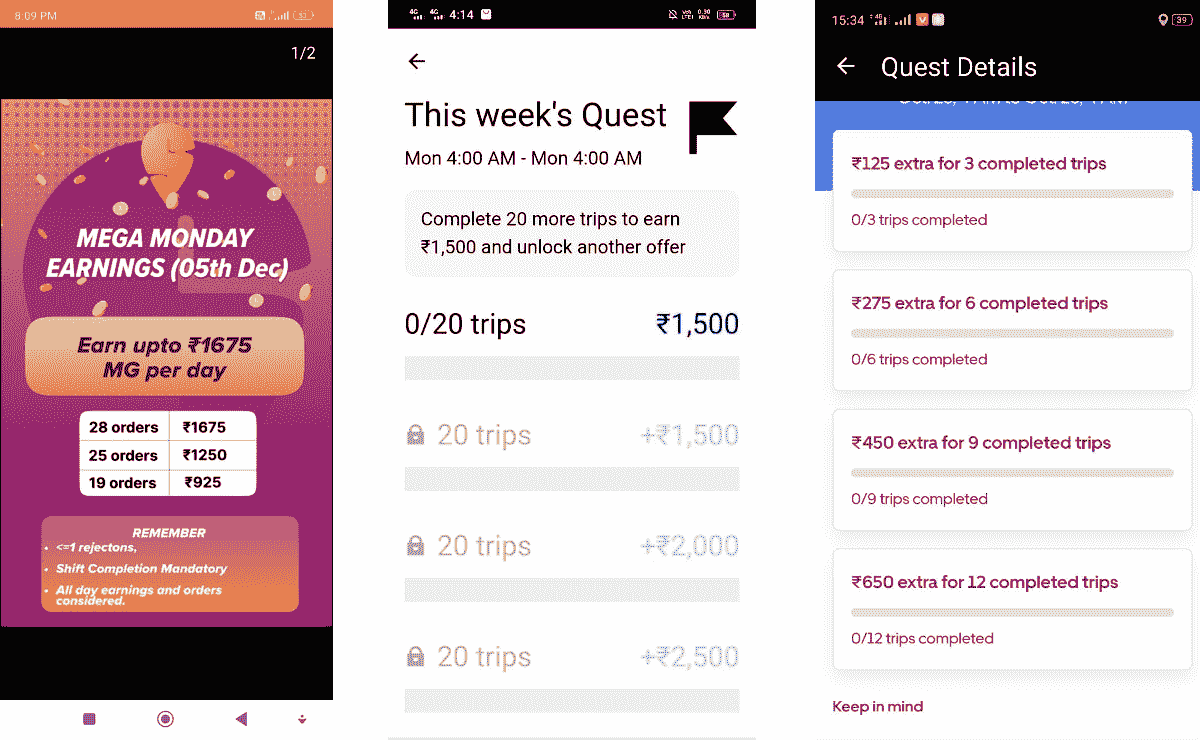 8:09 PM
1/2
MEGA MONDAY
EARNINGS (05th Dec)
Earn upto ₹1675
MG per day
28 orders ₹1675
25 orders ₹1250
19 orders ₹925
REMEMBER
• <=1 rejectons,
• Shift Completion Mandatory
• All day earnings and orders
considered.
4G 4G 4:14
58
This week's Quest
Mon 4:00 AM - Mon 4:00 AM
Complete 20 more trips to earn
₹1,500 and unlock another offer
0/20 trips ₹1,500
20 trips +₹1,500
20 trips +₹2,000
20 trips +₹2,500
15:34 39
Quest Details
₹125 extra for 3 completed trips
0/3 trips completed
₹275 extra for 6 completed trips
0/6 trips completed
₹450 extra for 9 completed trips
0/9 trips completed
₹650 extra for 12 completed trips
0/12 trips completed
Keep in mind